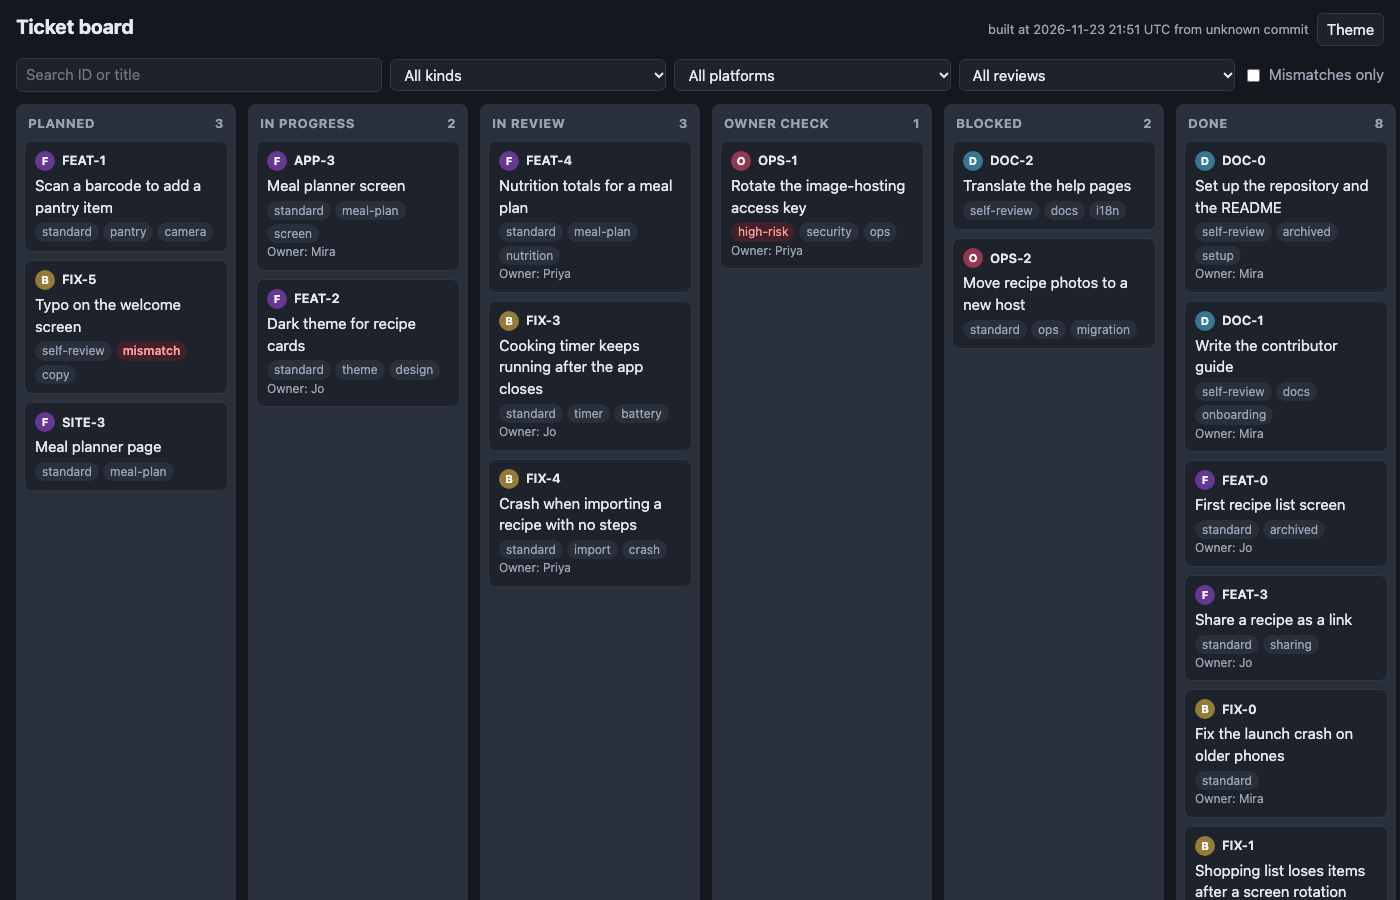 Ticket board
built at 2026-11-23 21:51 UTC from unknown commit
Theme
Search ID or title
All kinds
All platforms
All reviews
Mismatches only
PLANNED 3
F FEAT-1
Scan a barcode to add a
pantry item
standard pantry camera
B FIX-5
Typo on the welcome
screen
self-review mismatch
copy
F SITE-3
Meal planner page
standard meal-plan
IN PROGRESS 2
F APP-3
Meal planner screen
standard meal-plan
screen
Owner: Mira
F FEAT-2
Dark theme for recipe
cards
standard theme design
Owner: Jo
IN REVIEW 3
F FEAT-4
Nutrition totals for a meal
plan
standard meal-plan
nutrition
Owner: Priya
B FIX-3
Cooking timer keeps
running after the app
closes
standard timer battery
Owner: Jo
B FIX-4
Crash when importing a
recipe with no steps
standard import crash
Owner: Priya
OWNER CHECK 1
O OPS-1
Rotate the image-hosting
access key
high-risk security ops
Owner: Priya
BLOCKED 2
D DOC-2
Translate the help pages
self-review docs i18n
O OPS-2
Move recipe photos to a
new host
standard ops migration
DONE 8
D DOC-0
Set up the repository and
the README
self-review archived
setup
Owner: Mira
D DOC-1
Write the contributor
guide
self-review docs
onboarding
Owner: Mira
F FEAT-0
First recipe list screen
standard archived
Owner: Jo
F FEAT-3
Share a recipe as a link
standard sharing
Owner: Jo
B FIX-0
Fix the launch crash on
older phones
standard
Owner: Mira
B FIX-1
Shopping list loses items
after a screen rotation